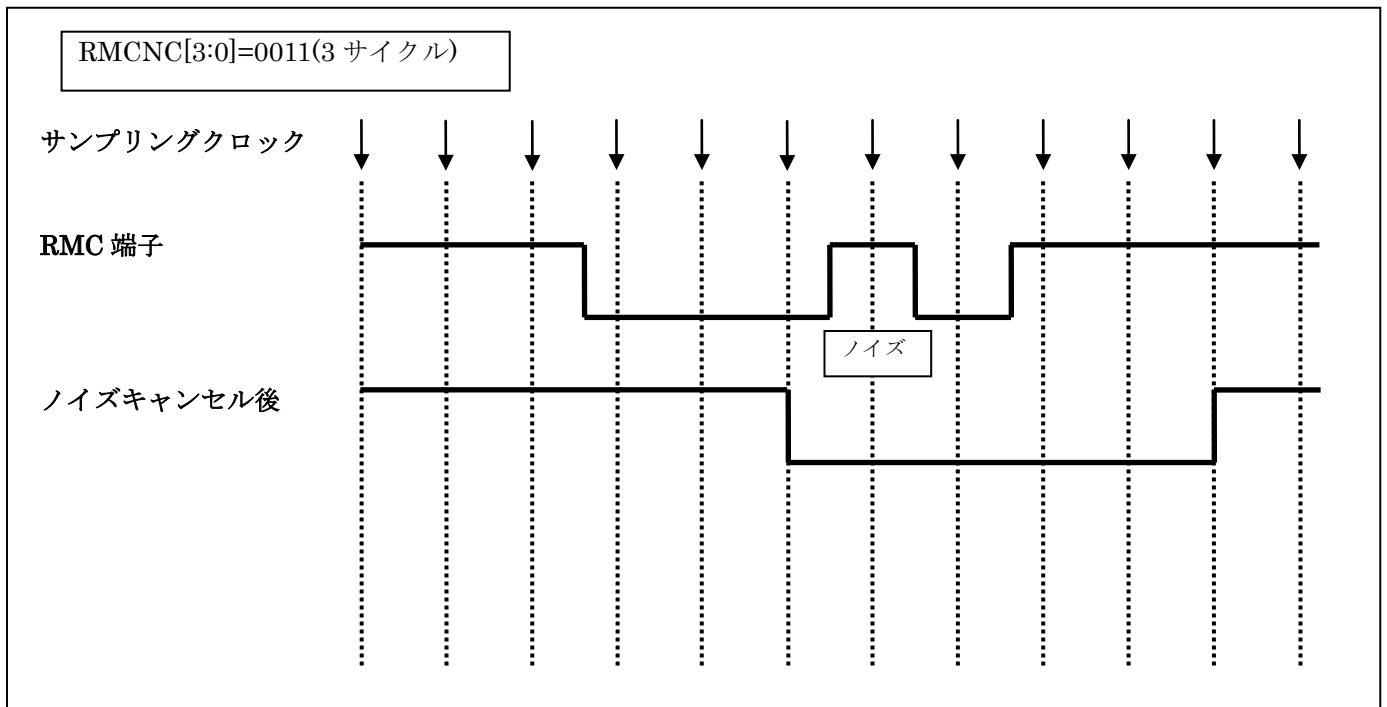 RMCNC[3:0]=0011(3 サイクル)
サンプリングクロック
RMC 端子
ノイズ
ノイズキャンセル後